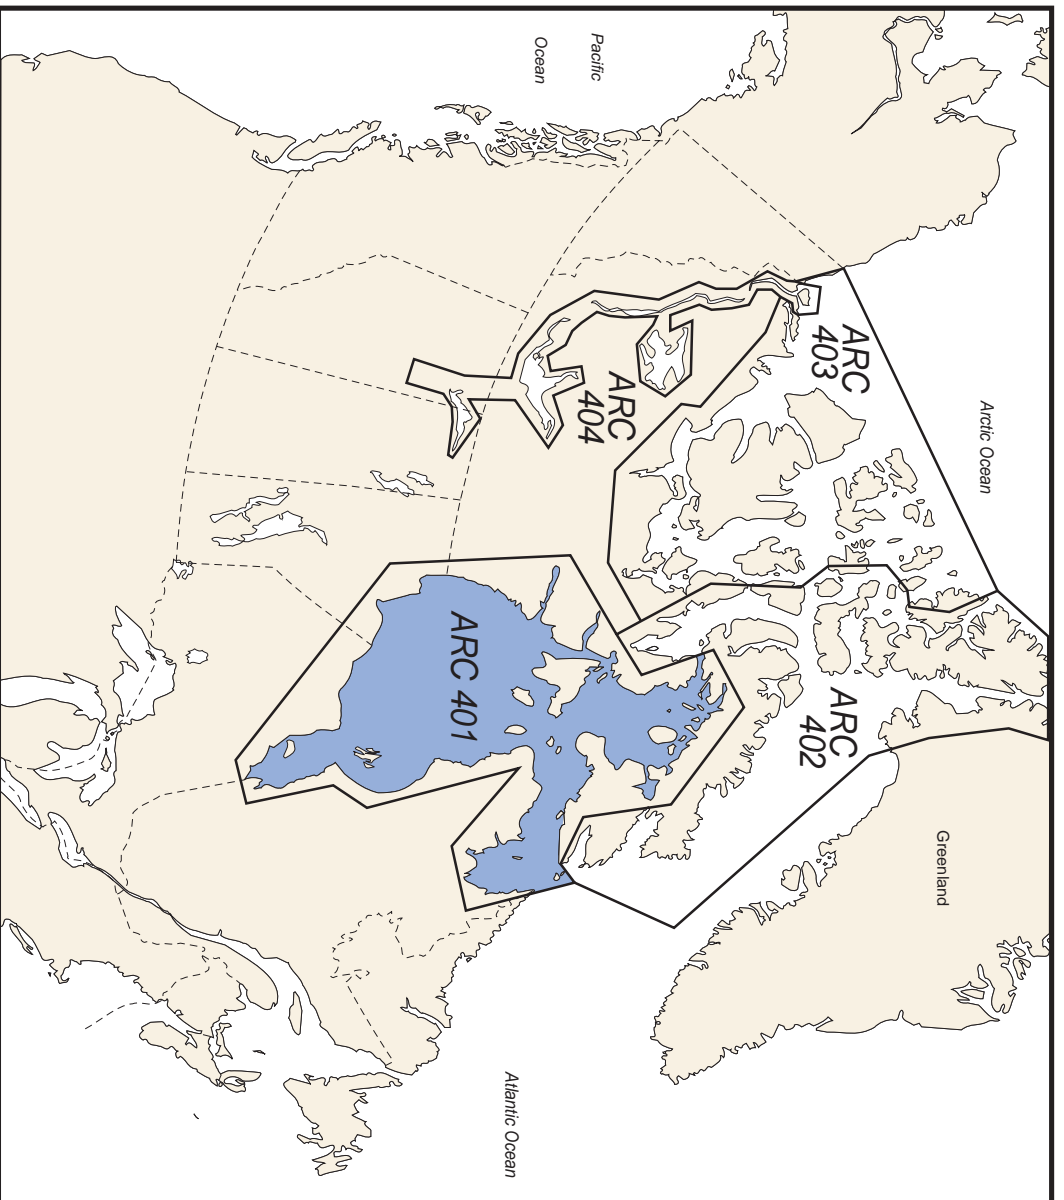 Pacific
Ocean
Arctic Ocean
ARC
403
ARC
404
ARC 401
ARC
402
Greenland
Atlantic Ocean